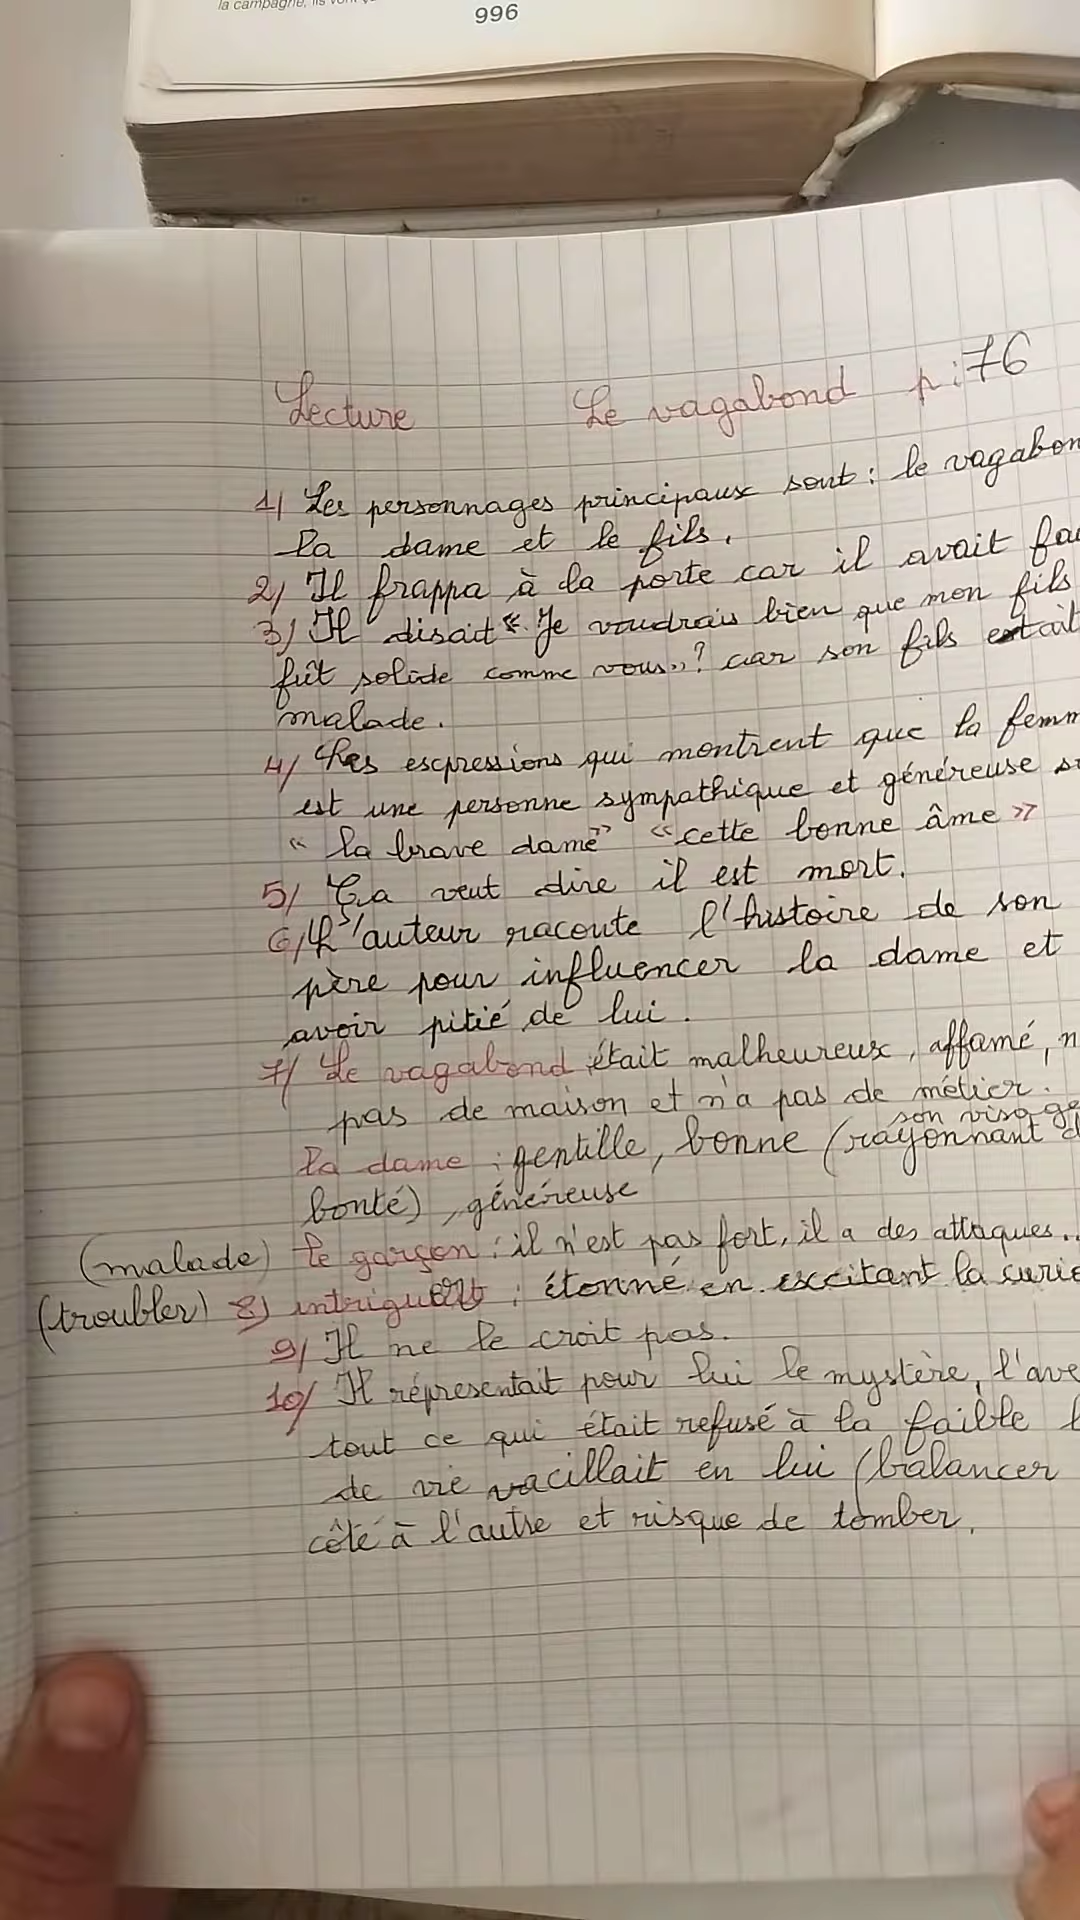 la campagne, ils vont
996
Lecture Le vagabond p:76
1/ Les personnages principaux sont : le vagabon
La dame et le fils.
2/ Il frappa à la porte car il avait fa
3/ Il disait « Je voudrais bien que mon fils
fût solide comme vous » ? car son fils était
malade.
4/ Les expressions qui montrent que la femm
est une personne sympathique et généreuse s
« la brave dame » « cette bonne âme »
5/ Ça veut dire il est mort.
6/ L'auteur raconte l'histoire de son
père pour influencer la dame et
avoir pitié de lui.
7/ Le vagabond était malheureux, affamé, n
pas de maison et n'a pas de métier.
son visage
La dame : gentille, bonne (rayonnant d
bonté), généreuse
(malade) Le garçon : il n'est pas fort, il a des attaques..
(troubler) 8) intriguent : étonné en excitant la curio
9/ Il ne le croit pas.
10/ Il répresentait pour lui le mystère, l'ave
tout ce qui était refusé à la faible l
de vie vacillait en lui (balancer
côté à l'autre et risque de tomber.